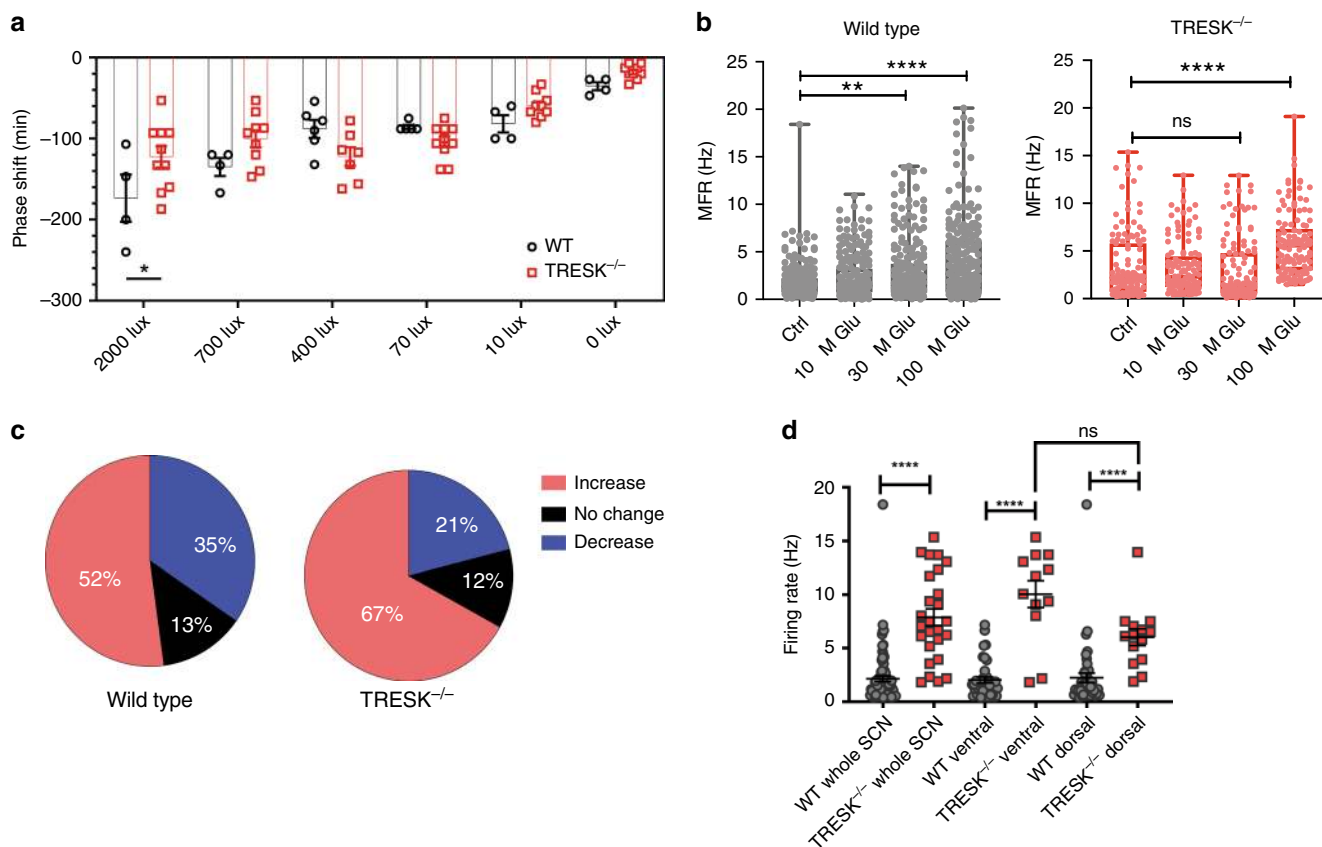 a
0
–100
–200
–300
Phase shift (min)
WT
TRESK–/–
*
2000 lux
700 lux
400 lux
70 lux
10 lux
0 lux
b
Wild type
25
20
15
10
5
0
MFR (Hz)
****
**
Ctrl
10 M Glu
30 M Glu
100 M Glu
TRESK–/–
25
20
15
10
5
0
MFR (Hz)
****
ns
Ctrl
10 M Glu
30 M Glu
100 M Glu
c
52%
35%
13%
Wild type
67%
21%
12%
TRESK–/–
Increase
No change
Decrease
d
ns
****
****
****
20
15
10
5
0
Firing rate (Hz)
WT whole SCN
TRESK–/– whole SCN
WT ventral
TRESK–/– ventral
WT dorsal
TRESK–/– dorsal